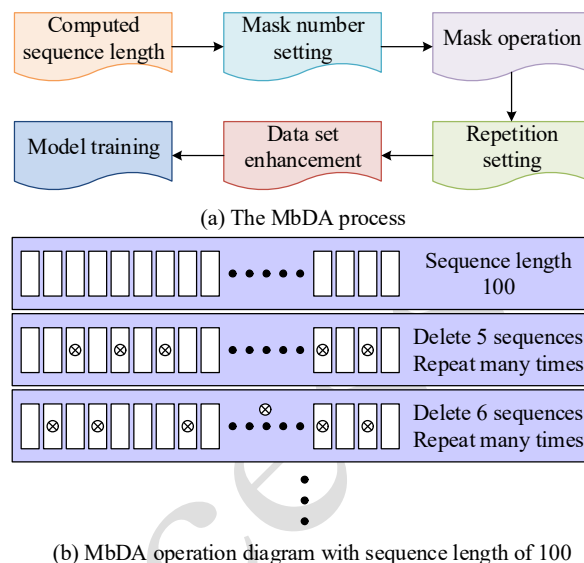 Computed
sequence length
Mask number
setting
Mask operation
Model training
Data set
enhancement
Repetition
setting
(a) The MbDA process
Sequence length
100
Delete 5 sequences
Repeat many times
Delete 6 sequences
Repeat many times
(b) MbDA operation diagram with sequence length of 100